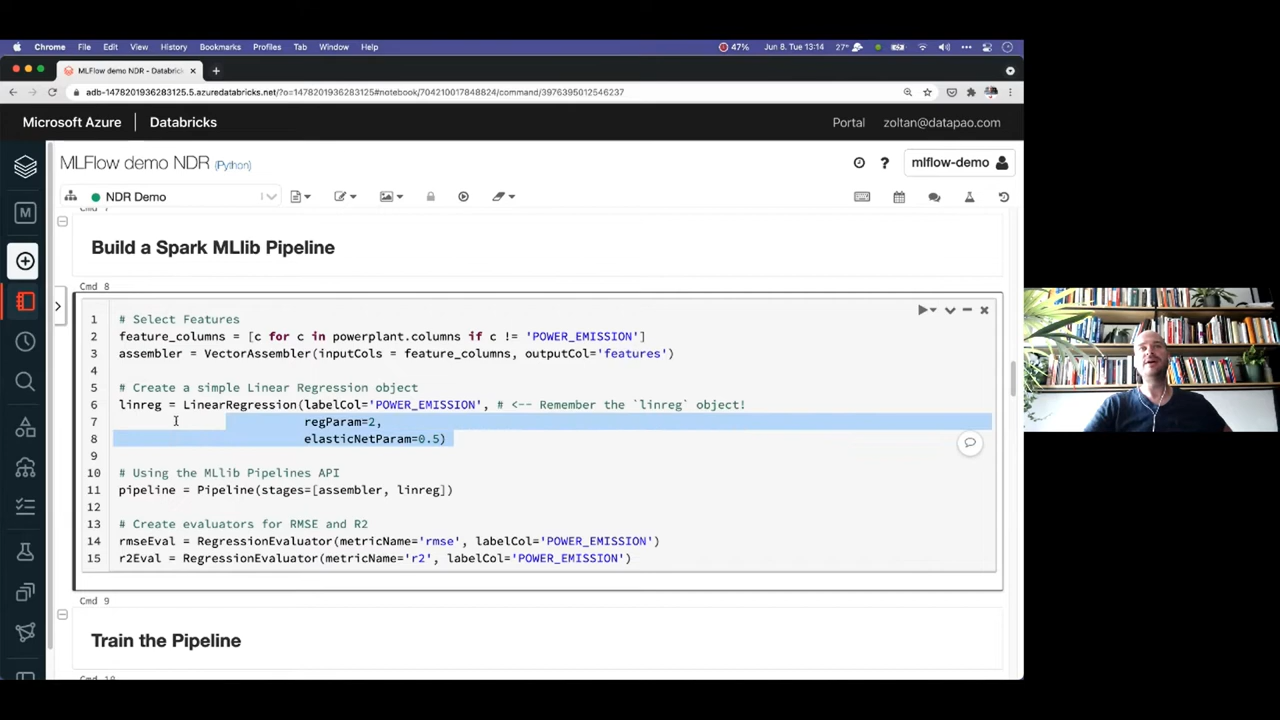 Chrome File Edit View History Bookmarks Profiles Tab Window Help 47% Jun 8. Tue 13:14 27°
MLFlow demo NDR - Databrick
adb-1478201936283125.5.azuredatabricks.net/?o=1478201936283125#notebook/704210017848824/command/3976395012546237
Microsoft Azure Databricks Portal zoltan@datapao.com
MLFlow demo NDR (Python) mlflow-demo
NDR Demo
Cmd 7
Build a Spark MLlib Pipeline
Cmd 8
1 # Select Features
2 feature_columns = [c for c in powerplant.columns if c != 'POWER_EMISSION']
3 assembler = VectorAssembler(inputCols = feature_columns, outputCol='features')
4
5 # Create a simple Linear Regression object
6 linreg = LinearRegression(labelCol='POWER_EMISSION', # <-- Remember the `linreg` object!
7 regParam=2,
8 elasticNetParam=0.5)
9
10 # Using the MLlib Pipelines API
11 pipeline = Pipeline(stages=[assembler, linreg])
12
13 # Create evaluators for RMSE and R2
14 rmseEval = RegressionEvaluator(metricName='rmse', labelCol='POWER_EMISSION')
15 r2Eval = RegressionEvaluator(metricName='r2', labelCol='POWER_EMISSION')
Cmd 9
Train the Pipeline